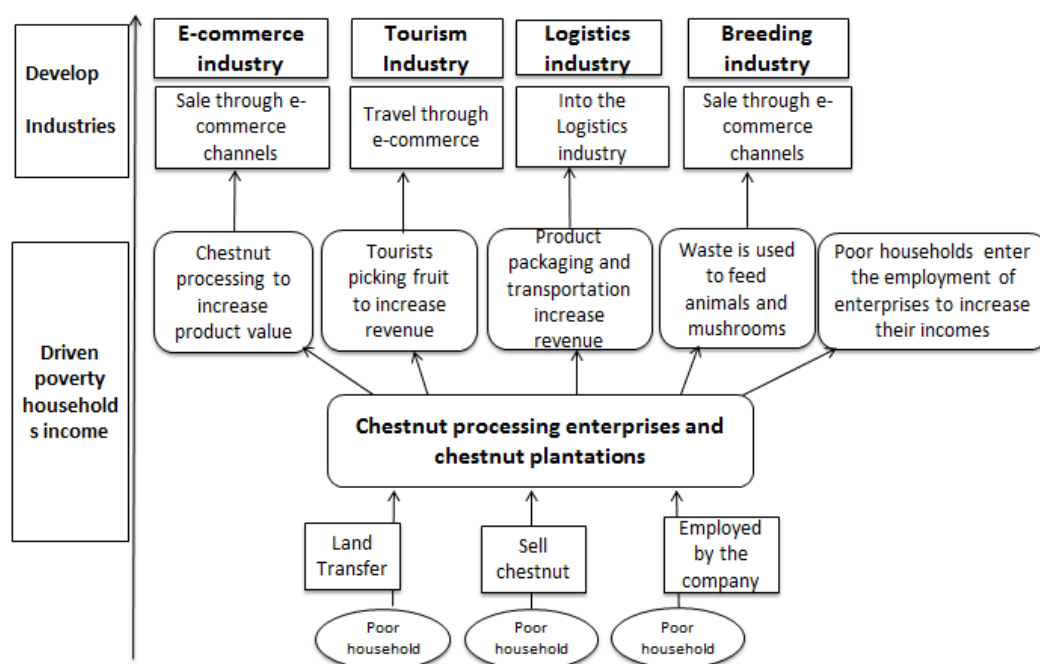 Develop
Industries
E-commerce
industry
Tourism
Industry
Logistics
industry
Breeding
industry
Sale through e-
commerce
channels
Travel through
e-commerce
Into the
Logistics
industry
Sale through e-
commerce
channels
Driven
poverty
household
s income
Chestnut
processing to
increase
product value
Tourists
picking fruit
to increase
revenue
Product
packaging and
transportation
increase
revenue
Waste is used
to feed
animals and
mushrooms
Poor households enter
the employment of
enterprises to increase
their incomes
Chestnut processing enterprises and
chestnut plantations
Land
Transfer
Sell
chestnut
Employed
by the
company
Poor
household
Poor
household
Poor
household